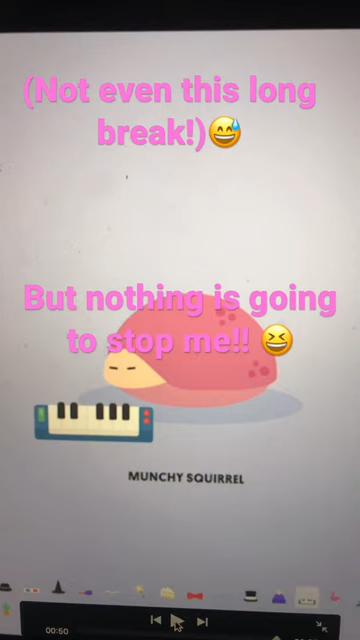 (Not even this long
break!)😅
But nothing is going
to stop me!! 😆
MUNCHY SQUIRREL
00:50